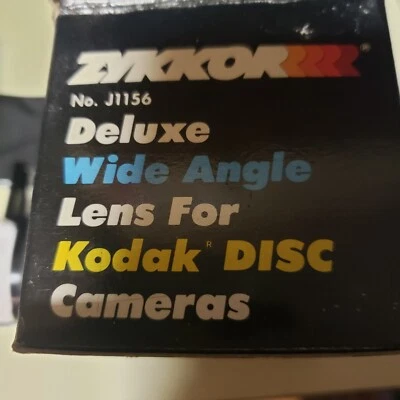 ZYKKOR®
No. J1156
Deluxe
Wide Angle
Lens For
Kodak® DISC
Cameras